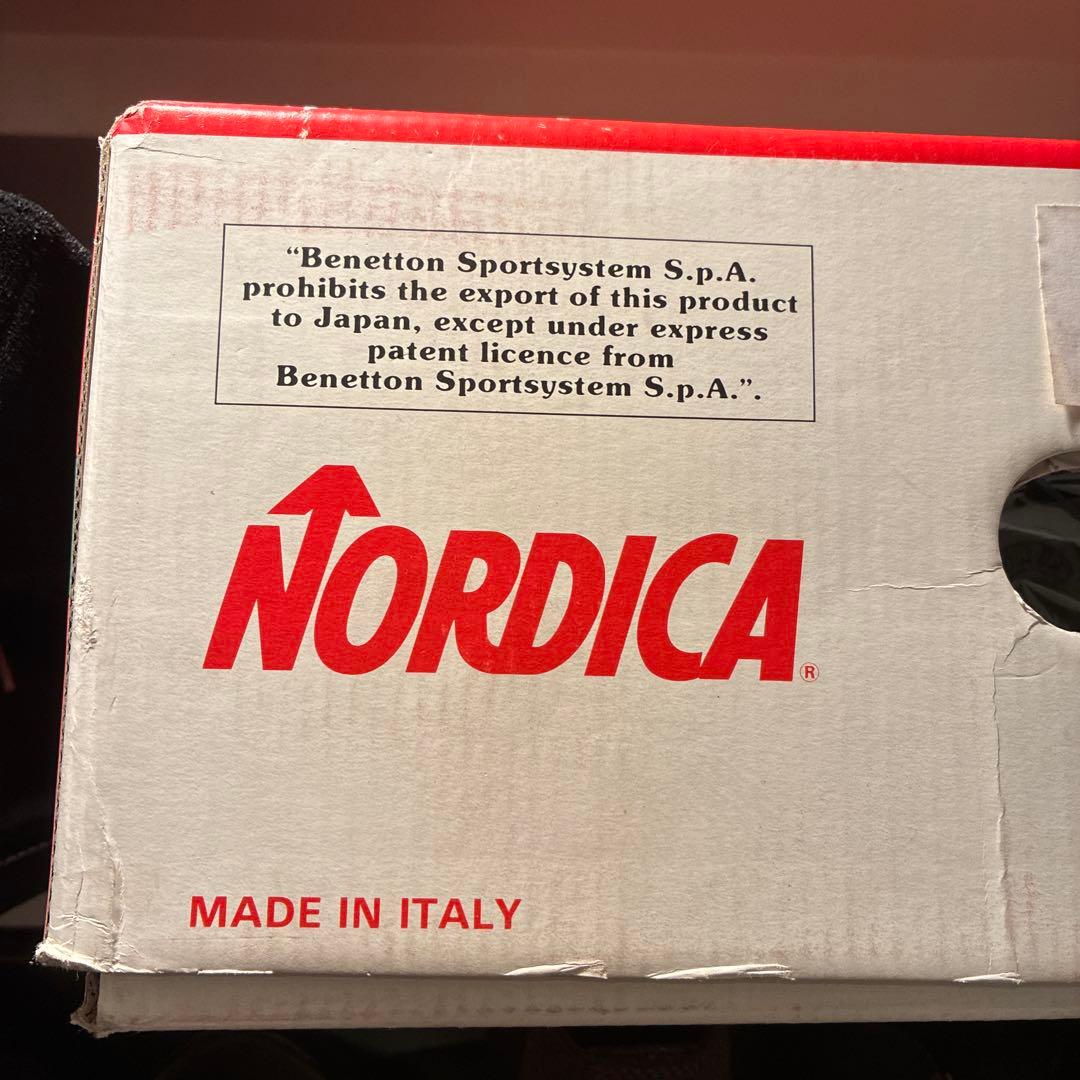 “Benetton Sportsystem S.p.A.
prohibits the export of this product
to Japan, except under express
patent licence from
Benetton Sportsystem S.p.A.”.
NORDICA®
MADE IN ITALY